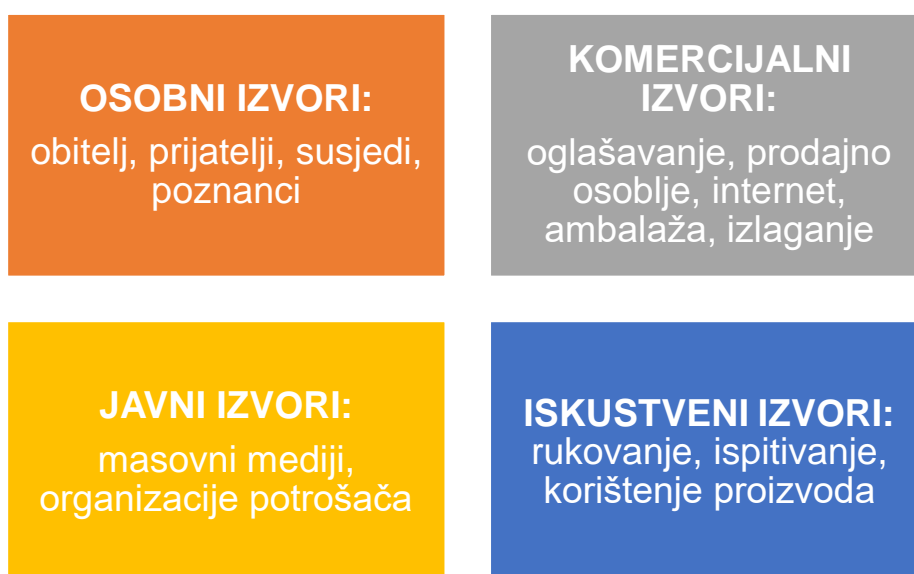 OSOBNI IZVORI:
obitelj, prijatelji, susjedi,
poznanci
KOMERCIJALNI
IZVORI:
oglašavanje, prodajno
osoblje, internet,
ambalaža, izlaganje
JAVNI IZVORI:
masovni mediji,
organizacije potrošača
ISKUSTVENI IZVORI:
rukovanje, ispitivanje,
korištenje proizvoda